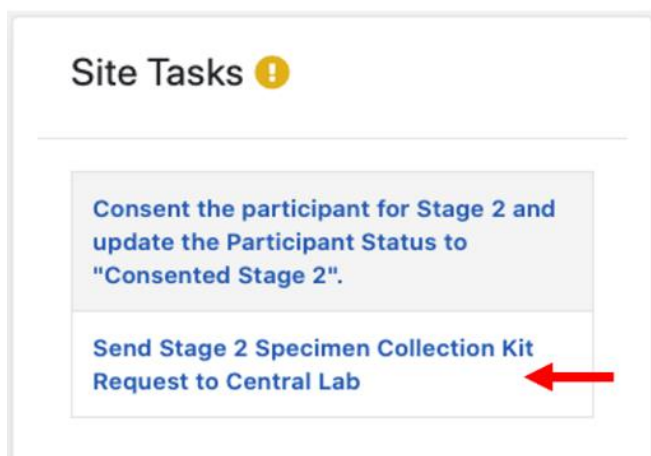 Site Tasks
Consent the participant for Stage 2 and
update the Participant Status to
"Consented Stage 2".
Send Stage 2 Specimen Collection Kit
Request to Central Lab